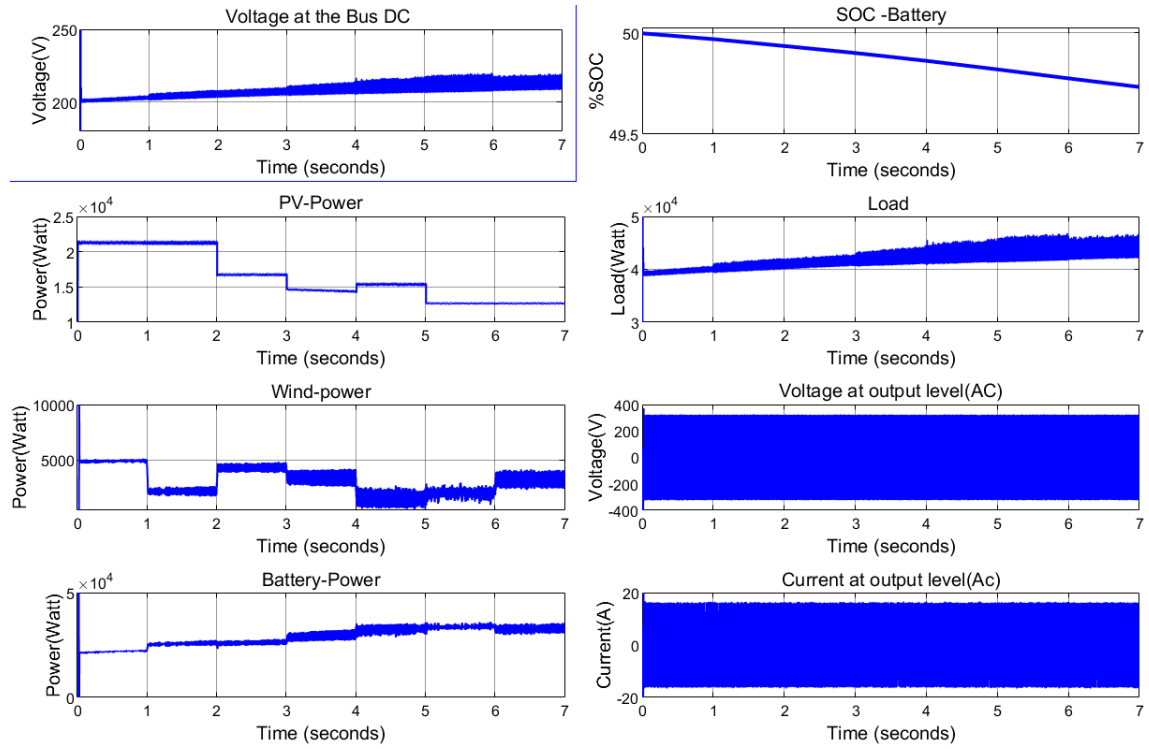 Voltage at the Bus DC
250
200
Voltage(V)
0 1 2 3 4 5 6 7
Time (seconds)
SOC -Battery
50
49.5
%SOC
0 1 2 3 4 5 6 7
Time (seconds)
PV-Power
×10^4
2.5
2
1.5
1
Power(Watt)
0 1 2 3 4 5 6 7
Time (seconds)
Load
×10^4
5
4
3
Load(Watt)
0 1 2 3 4 5 6 7
Time (seconds)
Wind-power
10000
5000
Power(Watt)
0 1 2 3 4 5 6 7
Time (seconds)
Voltage at output level(AC)
400
200
0
-200
-400
Voltage(V)
0 1 2 3 4 5 6 7
Time (seconds)
Battery-Power
×10^4
5
0
Power(Watt)
0 1 2 3 4 5 6 7
Time (seconds)
Current at output level(Ac)
20
0
-20
Current(A)
0 1 2 3 4 5 6 7
Time (seconds)